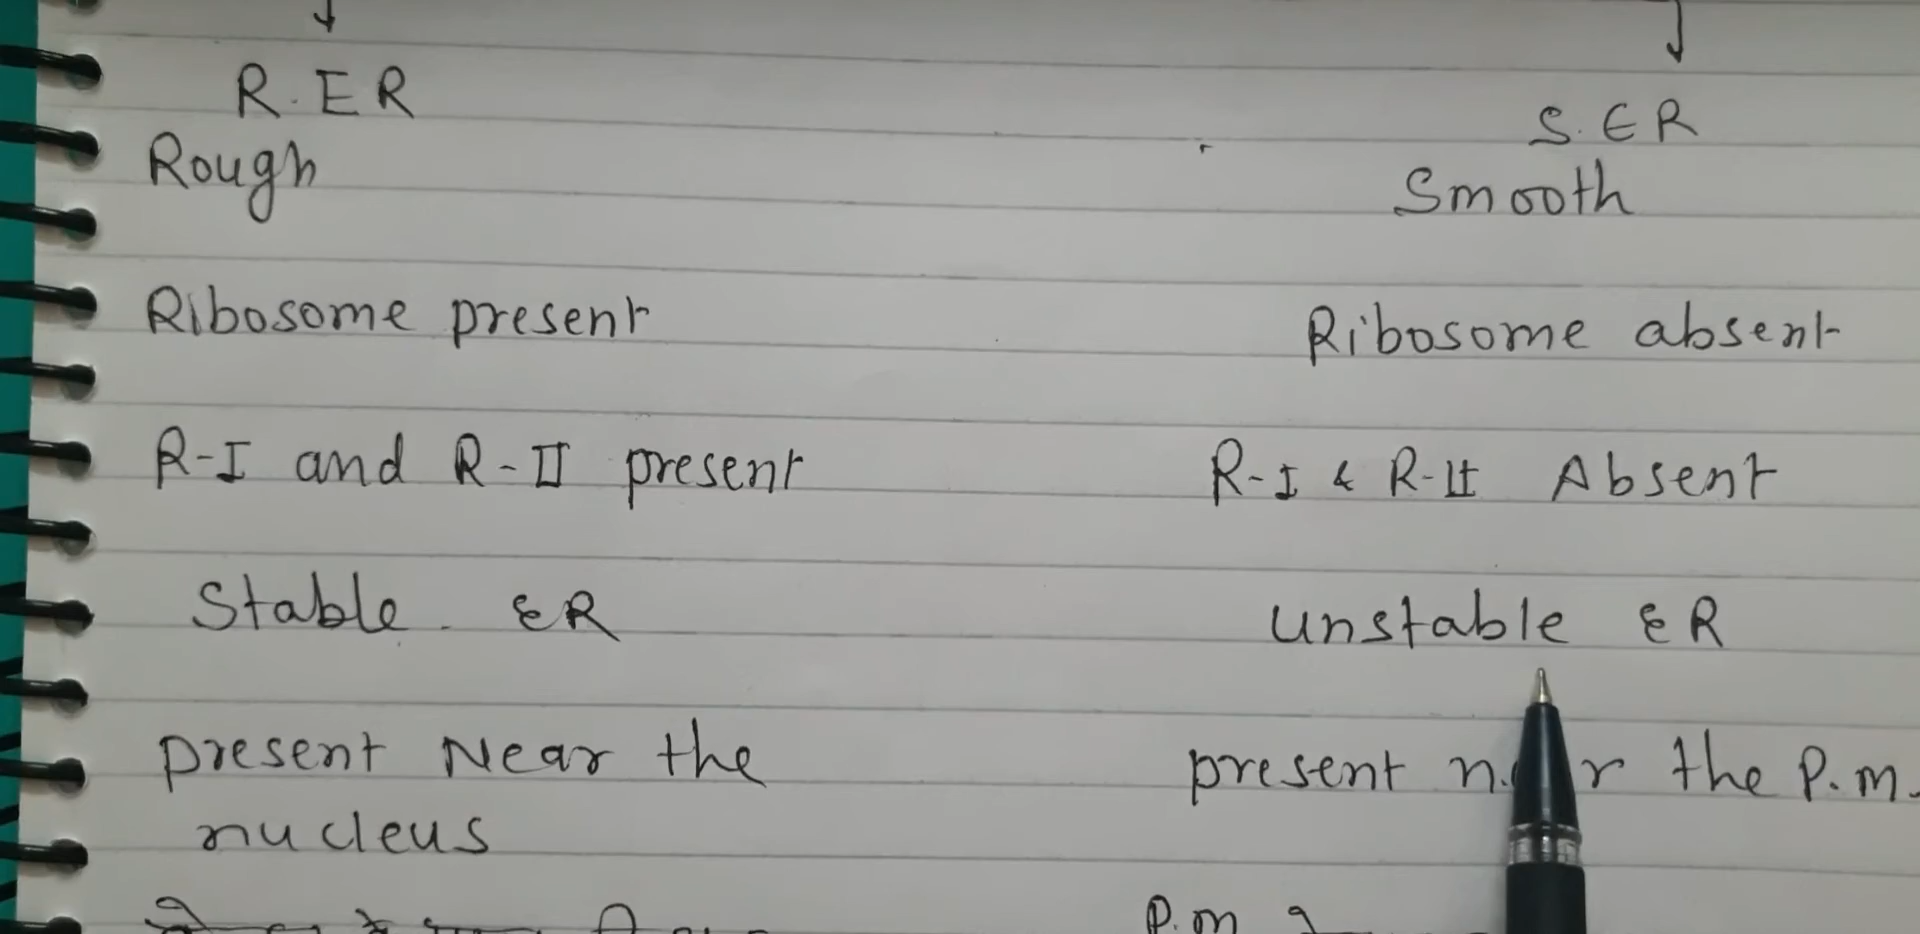 R.ER
S.ER
Rough
Smooth
Ribosome present
Ribosome absent
R-I and R-II present
R-I & R-II Absent
Stable ER
unstable ER
present Near the
present the P.m.
nucleus
P.m